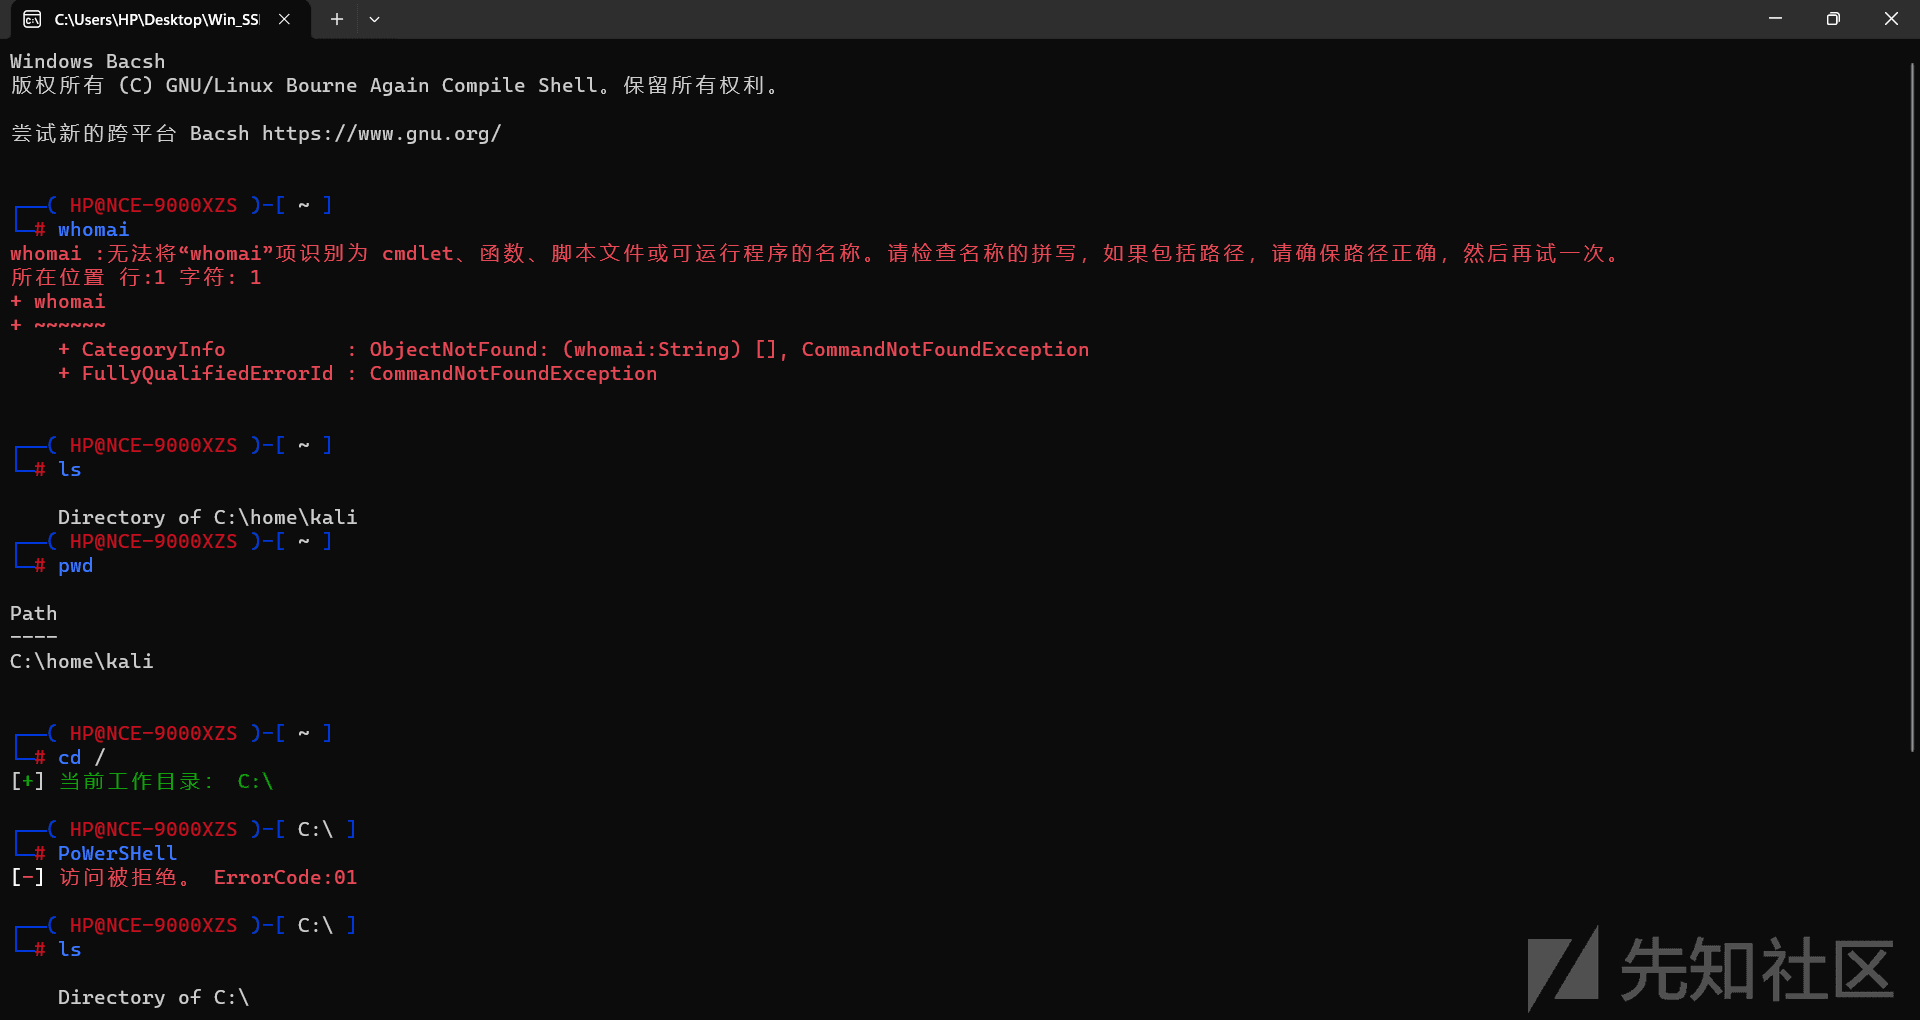 C:\Users\HP\Desktop\Win_SS
Windows Bacsh
版权所有 (C) GNU/Linux Bourne Again Compile Shell。保留所有权利。
尝试新的跨平台 Bacsh https://www.gnu.org/
┌──( HP@NCE-9000XZS )-[ ~ ]
└─# whomai
whomai :无法将“whomai”项识别为 cmdlet、函数、脚本文件或可运行程序的名称。请检查名称的拼写，如果包括路径，请确保路径正确，然后再试一次。
所在位置 行:1 字符: 1
+ whomai
+ ~~~~~~
    + CategoryInfo          : ObjectNotFound: (whomai:String) [], CommandNotFoundException
    + FullyQualifiedErrorId : CommandNotFoundException
┌──( HP@NCE-9000XZS )-[ ~ ]
└─# ls
    Directory of C:\home\kali
┌──( HP@NCE-9000XZS )-[ ~ ]
└─# pwd
Path
----
C:\home\kali
┌──( HP@NCE-9000XZS )-[ ~ ]
└─# cd /
[+] 当前工作目录： C:\
┌──( HP@NCE-9000XZS )-[ C:\ ]
└─# PoWerSHell
[-] 访问被拒绝。 ErrorCode:01
┌──( HP@NCE-9000XZS )-[ C:\ ]
└─# ls
    Directory of C:\
先知社区